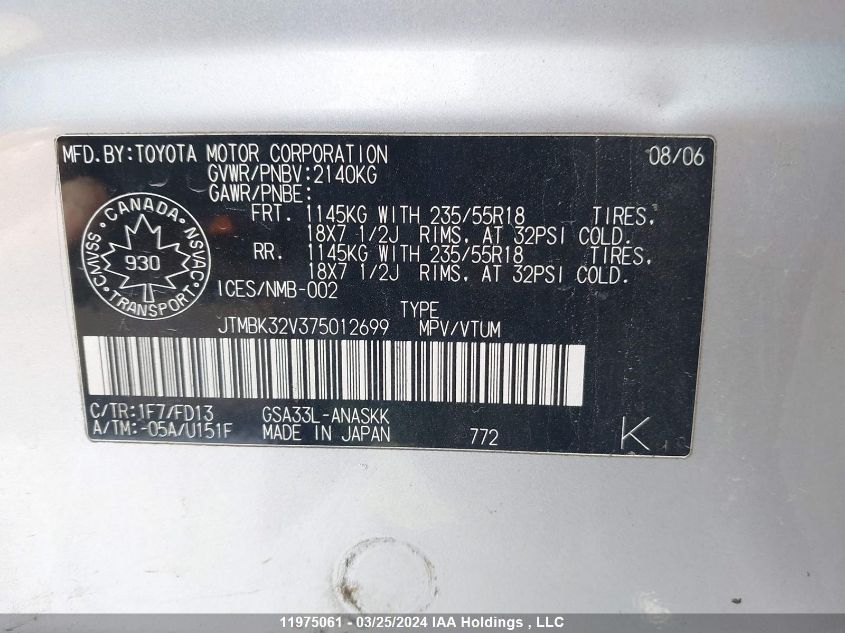 MFD.BY:TOYOTA MOTOR CORPORATION 08/06
GVWR/PNBV:2140KG
GAWR/PNBE:
FRT. 1145KG WITH 235/55R18 TIRES,
18X7 1/2J RIMS, AT 32PSI COLD.
RR. 1145KG WITH 235/55R18 TIRES,
18X7 1/2J RIMS, AT 32PSI COLD.
CANADA
CMVSS 930 NSVAC
TRANSPORT
ICES/NMB-002
TYPE
JTMBK32V375012699 MPV/VTUM
C/TR:1F7/FD13 GSA33L-ANASKK
A/TM:-05A/U151F MADE IN JAPAN 772 K
11975061 - 03/25/2024 IAA Holdings , LLC